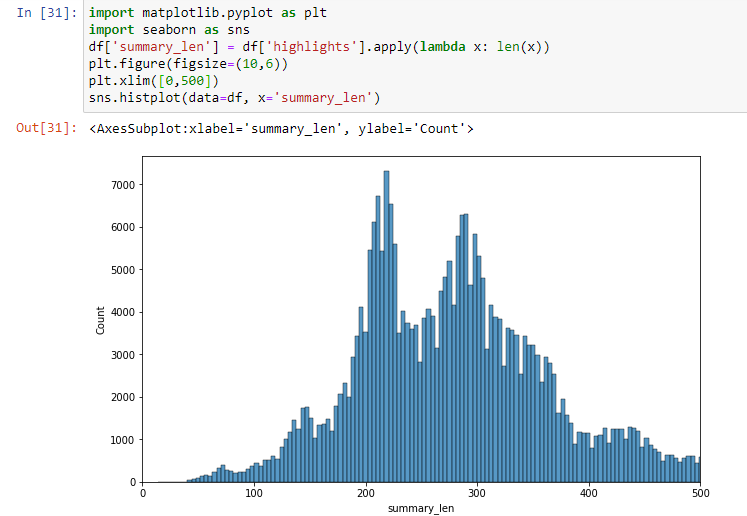 In [31]: import matplotlib.pyplot as plt
import seaborn as sns
df['summary_len'] = df['highlights'].apply(lambda x: len(x))
plt.figure(figsize=(10,6))
plt.xlim([0,500])
sns.histplot(data=df, x='summary_len')
Out[31]: <AxesSubplot:xlabel='summary_len', ylabel='Count'>
7000
6000
5000
4000
3000
2000
1000
0
Count
0 100 200 300 400 500
summary_len